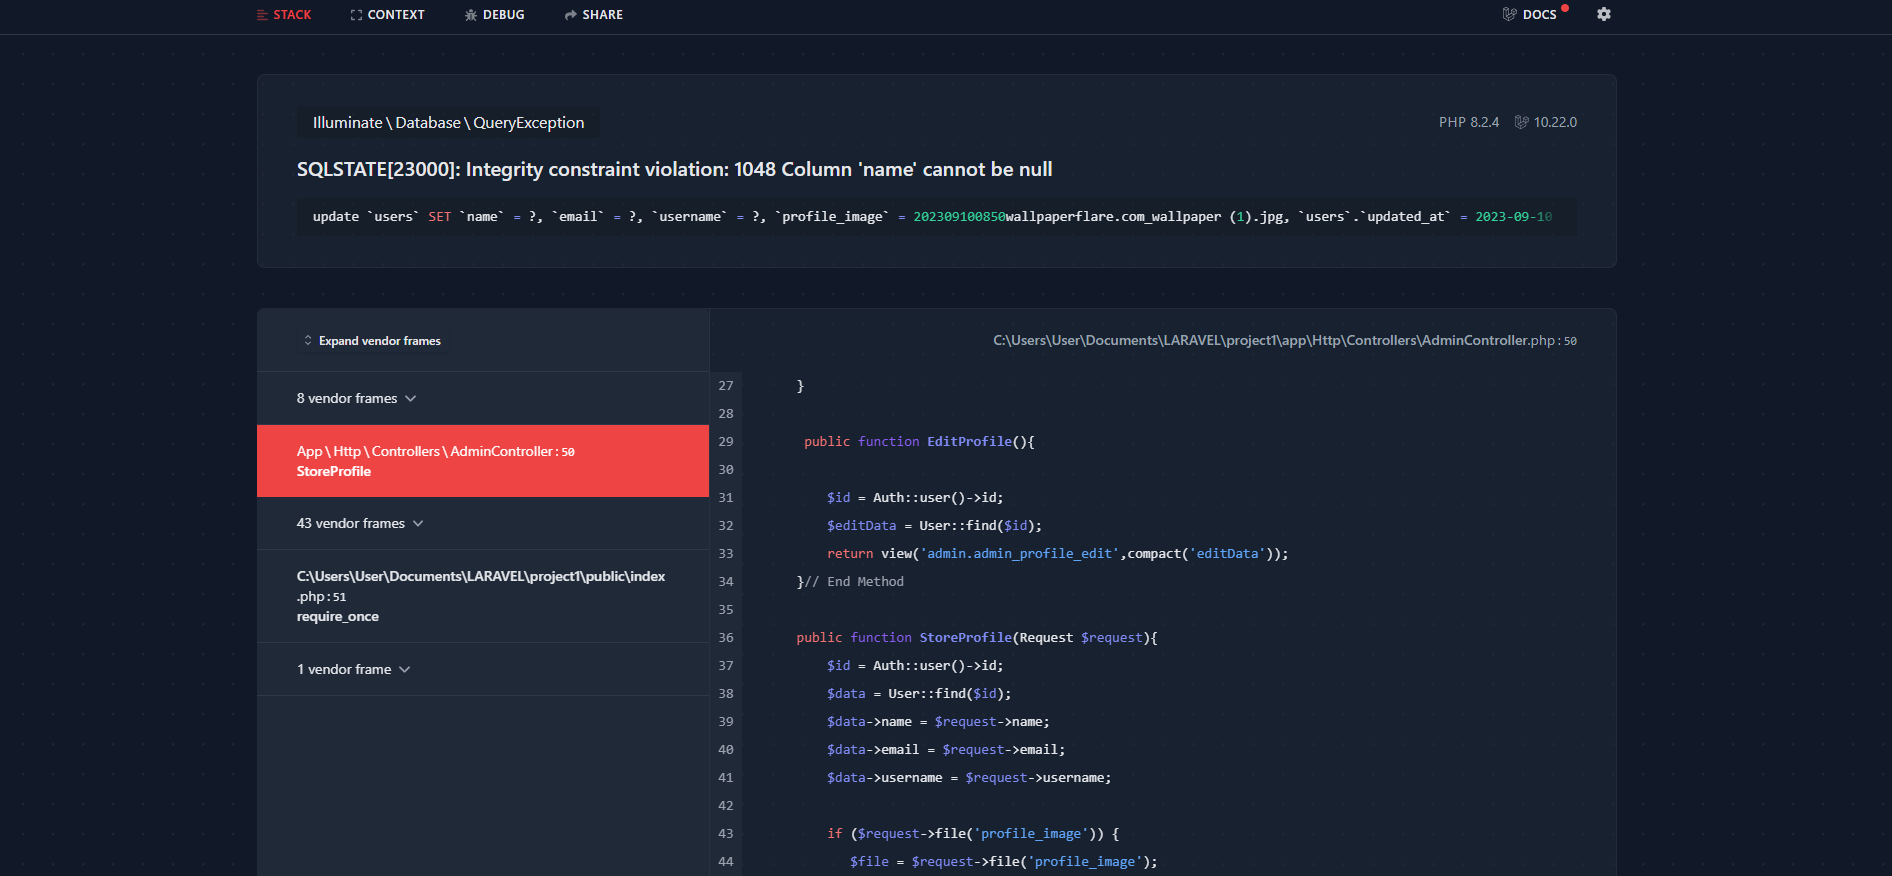 STACK CONTEXT DEBUG SHARE DOCS
Illuminate\Database\QueryException
PHP 8.2.4 10.22.0
SQLSTATE[23000]: Integrity constraint violation: 1048 Column 'name' cannot be null
update `users` SET `name` = ?, `email` = ?, `username` = ?, `profile_image` = 202309100850wallpaperflare.com_wallpaper (1).jpg, `users`.`updated_at` = 2023-09-10
Expand vendor frames
8 vendor frames
App\Http\Controllers\AdminController:50
StoreProfile
43 vendor frames
C:\Users\User\Documents\LARAVEL\project1\public\index
.php:51
require_once
1 vendor frame
C:\Users\User\Documents\LARAVEL\project1\app\Http\Controllers\AdminController.php:50
27 }
28
29 public function EditProfile(){
30
31 $id = Auth::user()->id;
32 $editData = User::find($id);
33 return view('admin.admin_profile_edit',compact('editData'));
34 }// End Method
35
36 public function StoreProfile(Request $request){
37 $id = Auth::user()->id;
38 $data = User::find($id);
39 $data->name = $request->name;
40 $data->email = $request->email;
41 $data->username = $request->username;
42
43 if ($request->file('profile_image')) {
44 $file = $request->file('profile_image');